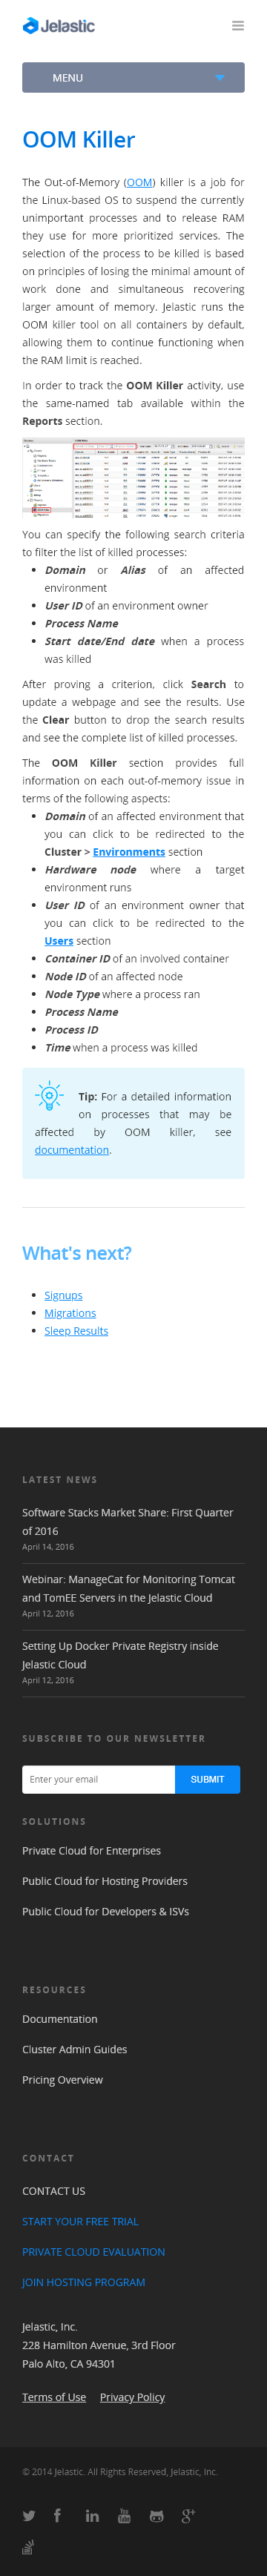 Jelastic
MENU
OOM Killer
The Out-of-Memory (OOM) killer is a job for
the Linux-based OS to suspend the currently
unimportant processes and to release RAM
they use for more prioritized services. The
selection of the process to be killed is based
on principles of losing the minimal amount of
work done and simultaneous recovering
larger amount of memory. Jelastic runs the
OOM killer tool on all containers by default,
allowing them to continue functioning when
the RAM limit is reached.
In order to track the OOM Killer activity, use
the same-named tab available within the
Reports section.
You can specify the following search criteria
to filter the list of killed processes:
Domain or Alias of an affected
environment
User ID of an environment owner
Process Name
Start date/End date when a process
was killed
After proving a criterion, click Search to
update a webpage and see the results. Use
the Clear button to drop the search results
and see the complete list of killed processes.
The OOM Killer section provides full
information on each out-of-memory issue in
terms of the following aspects:
Domain of an affected environment that
you can click to be redirected to the
Cluster > Environments section
Hardware node where a target
environment runs
User ID of an environment owner that
you can click to be redirected to the
Users section
Container ID of an involved container
Node ID of an affected node
Node Type where a process ran
Process Name
Process ID
Time when a process was killed
Tip: For a detailed information
on processes that may be
affected by OOM killer, see
documentation.
What's next?
Signups
Migrations
Sleep Results
LATEST NEWS
Software Stacks Market Share: First Quarter
of 2016
April 14, 2016
Webinar: ManageCat for Monitoring Tomcat
and TomEE Servers in the Jelastic Cloud
April 12, 2016
Setting Up Docker Private Registry inside
Jelastic Cloud
April 12, 2016
SUBSCRIBE TO OUR NEWSLETTER
Enter your email SUBMIT
SOLUTIONS
Private Cloud for Enterprises
Public Cloud for Hosting Providers
Public Cloud for Developers & ISVs
RESOURCES
Documentation
Cluster Admin Guides
Pricing Overview
CONTACT
CONTACT US
START YOUR FREE TRIAL
PRIVATE CLOUD EVALUATION
JOIN HOSTING PROGRAM
Jelastic, Inc.
228 Hamilton Avenue, 3rd Floor
Palo Alto, CA 94301
Terms of Use Privacy Policy
© 2014 Jelastic. All Rights Reserved, Jelastic, Inc.